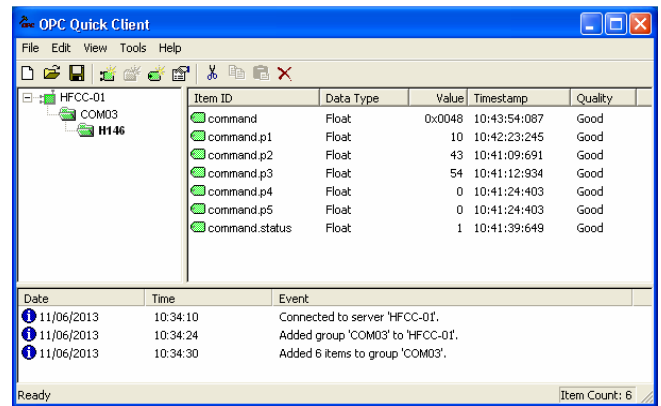 OPC OPC Quick Client
File Edit View Tools Help
HFCC-01
COM03
H146
Item ID Data Type Value Timestamp Quality
command Float 0x0048 10:43:54:087 Good
command.p1 Float 10 10:42:23:245 Good
command.p2 Float 43 10:41:09:691 Good
command.p3 Float 54 10:41:12:934 Good
command.p4 Float 0 10:41:24:403 Good
command.p5 Float 0 10:41:24:403 Good
command.status Float 1 10:41:39:649 Good
Date Time Event
11/06/2013 10:34:10 Connected to server 'HFCC-01'.
11/06/2013 10:34:24 Added group 'COM03' to 'HFCC-01'.
11/06/2013 10:34:30 Added 6 items to group 'COM03'.
Ready Item Count: 6